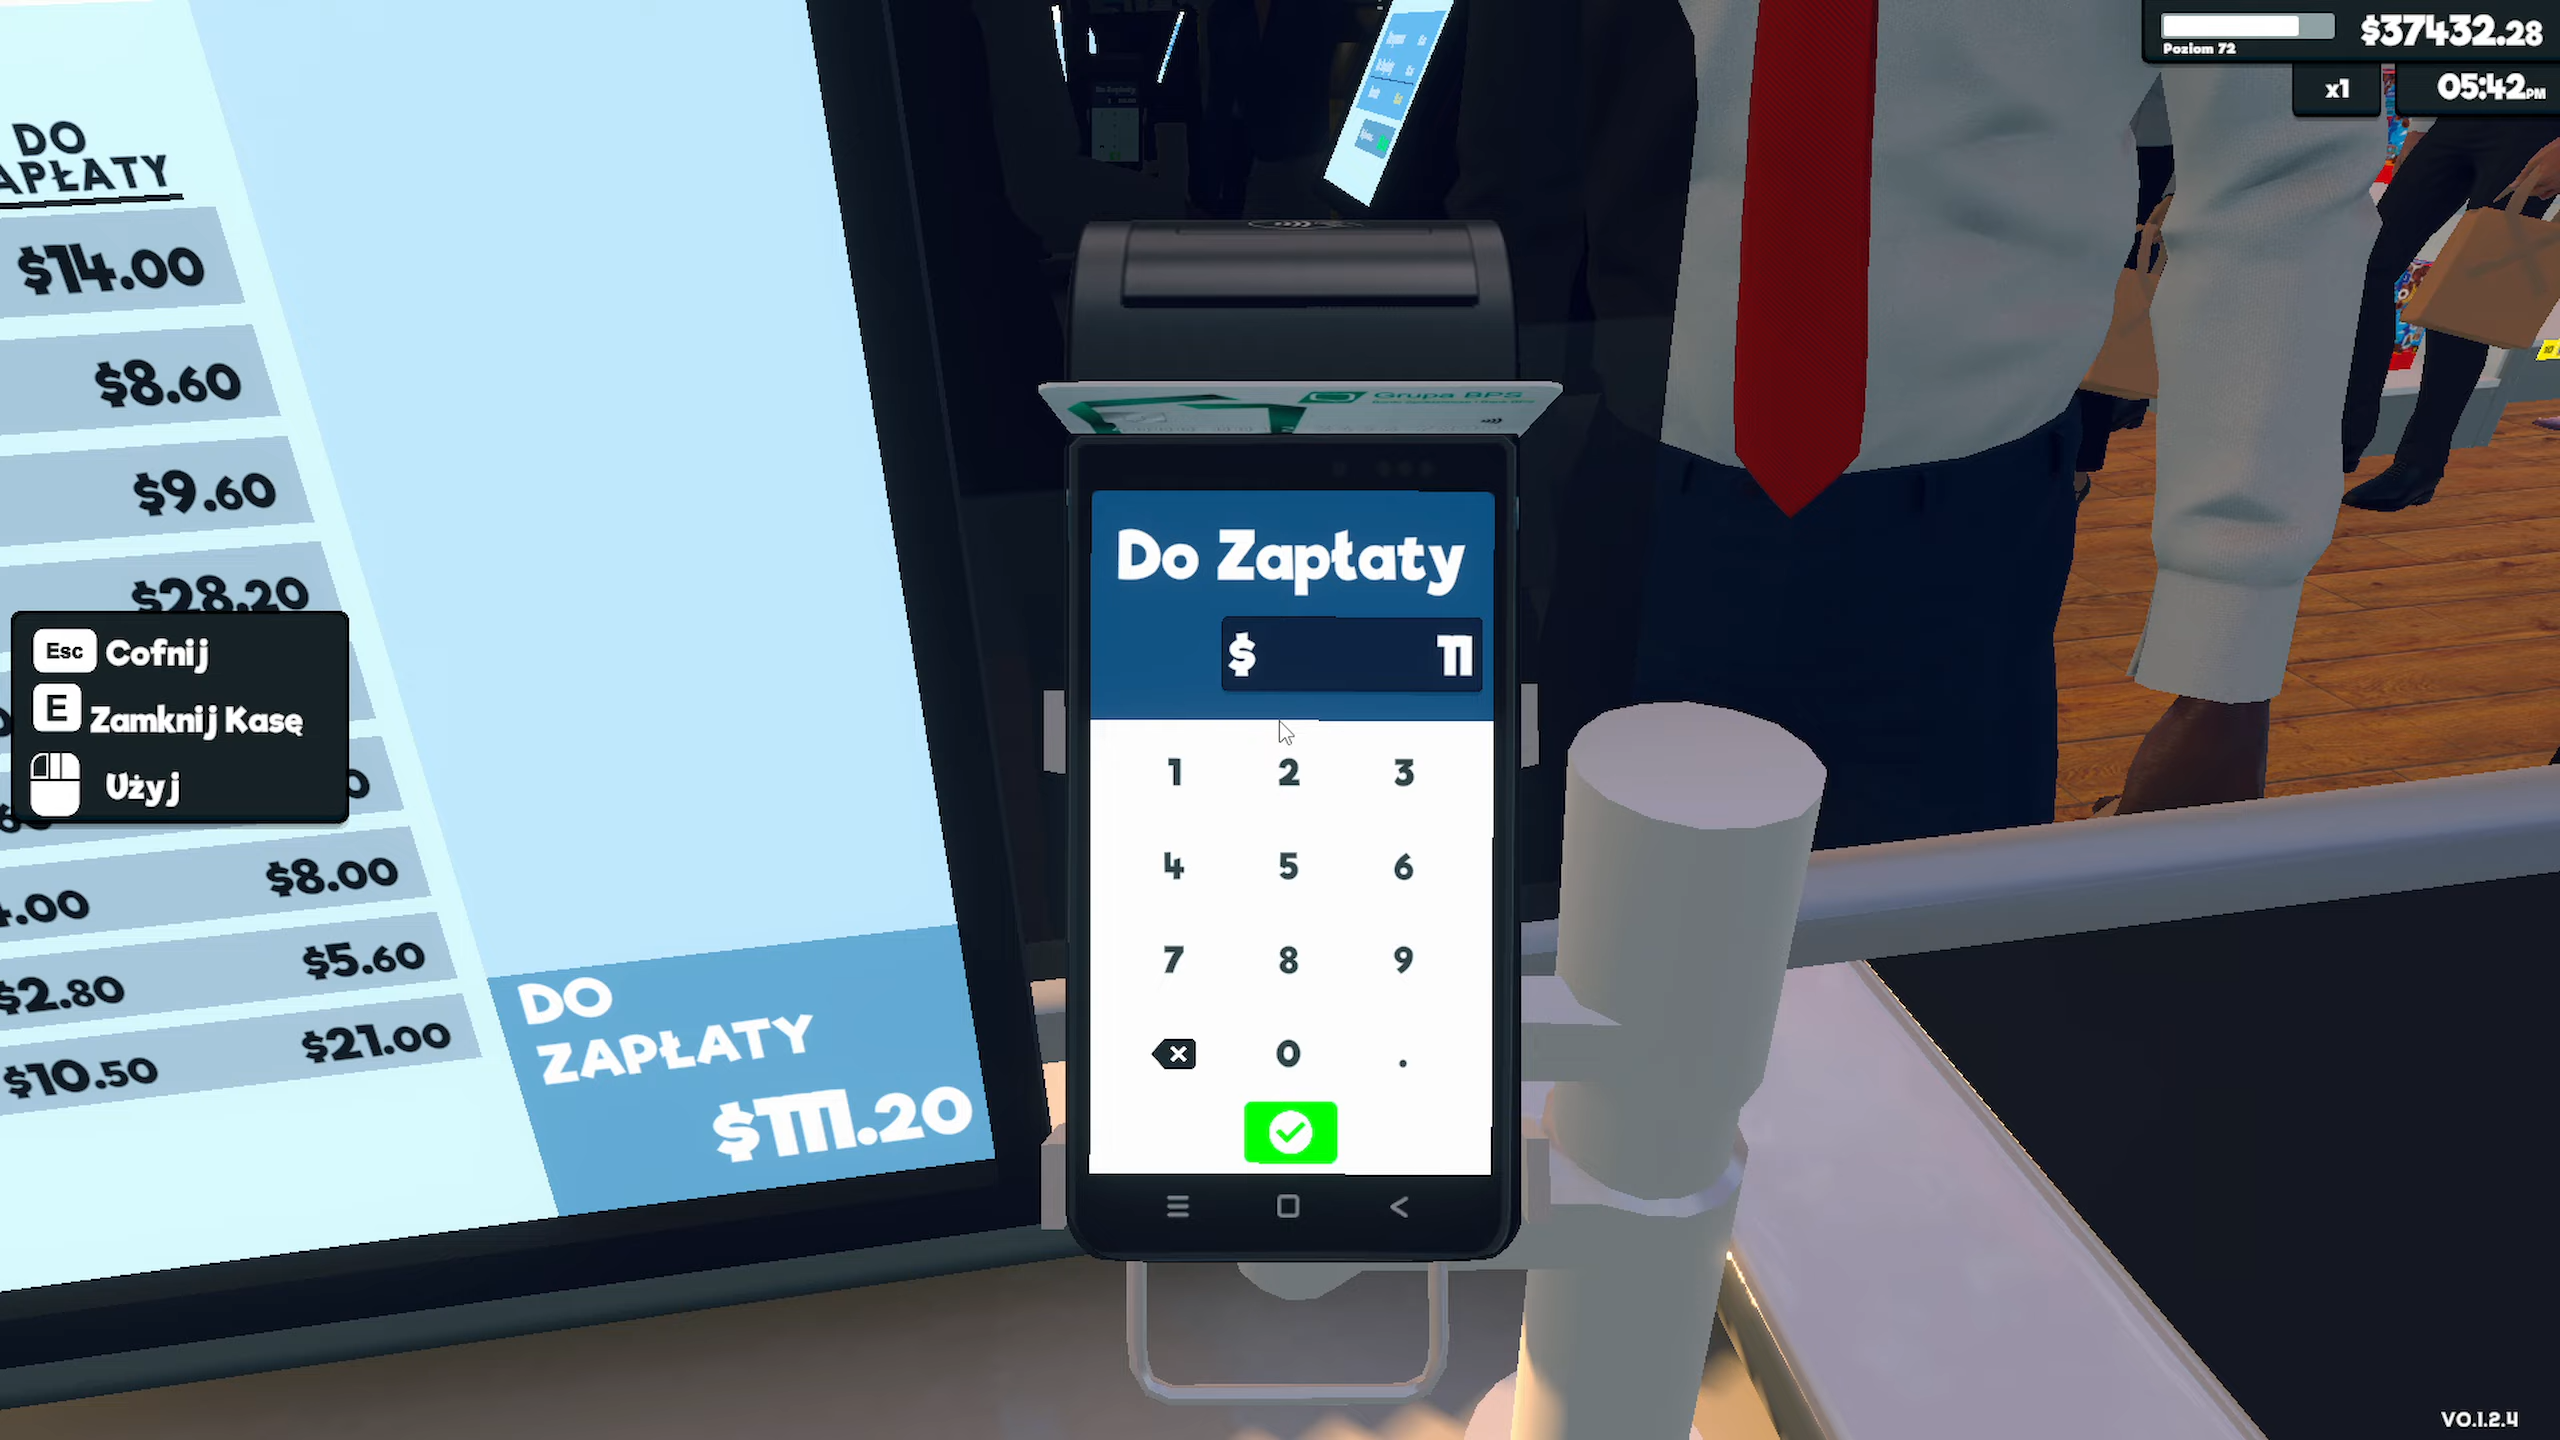 $37432.28
Poziom 72
x1
05:42PM
DO
$14.00
$8.60
$9.60
$28.20
$8.00
$5.60
$2.80
$21.00
$10.50
DO
ZAPŁATY
$111.20
Esc Cofnij
E Zamknij Kasę
Użyj
Grupa BPS
Do Zapłaty
$ 11
1 2 3
4 5 6
7 8 9
0 .
V0.1.2.4